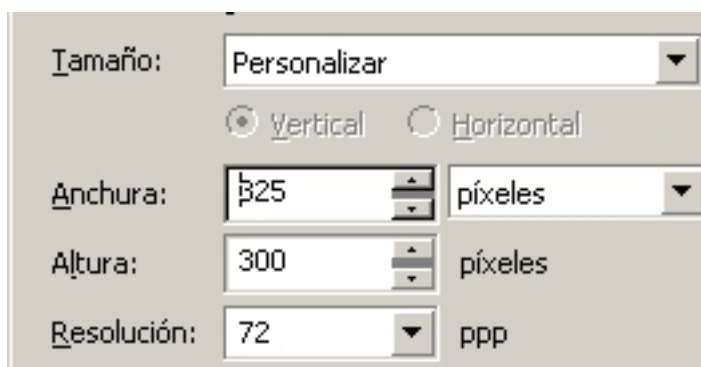 Tamaño: Personalizar
Vertical Horizontal
Anchura: 325 píxeles
Altura: 300 píxeles
Resolución: 72 ppp